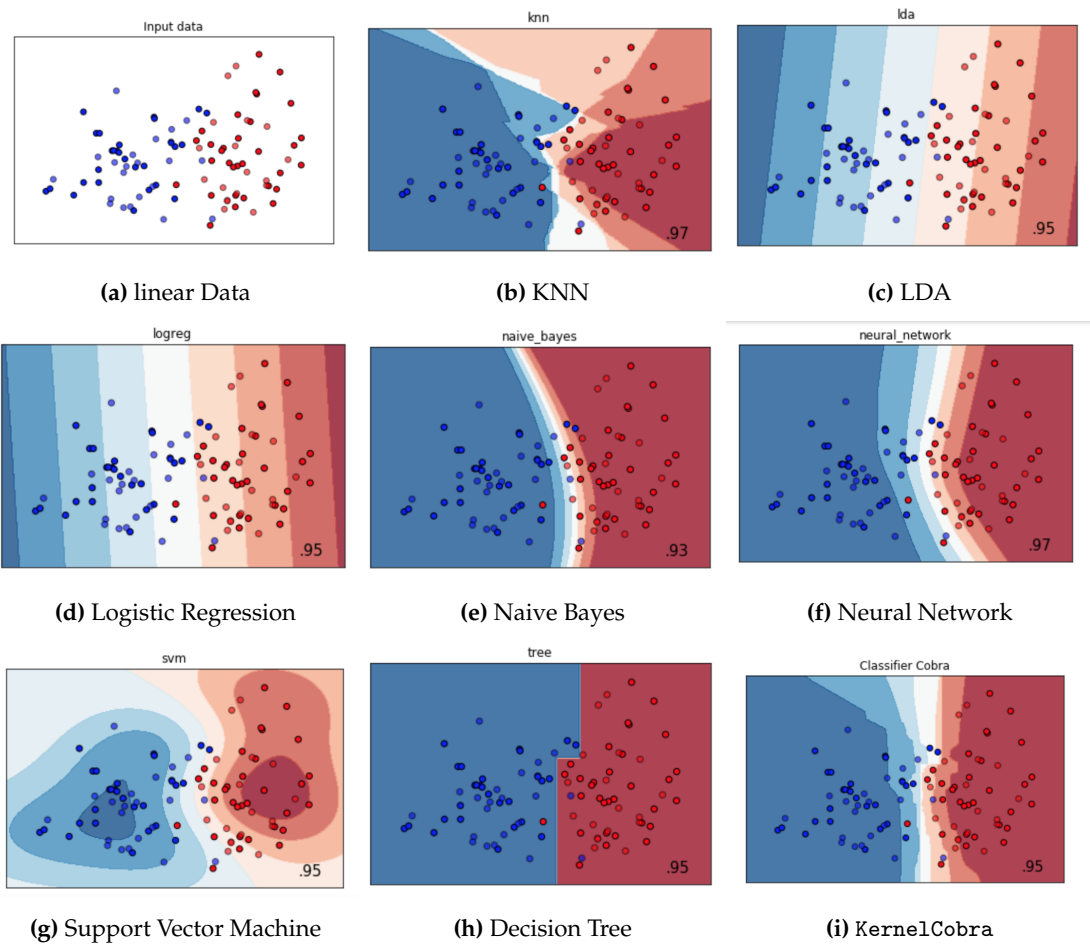 Input data
knn
lda
.97
.95
(a) linear Data
(b) KNN
(c) LDA
logreg
naive_bayes
neural_network
.95
.93
.97
(d) Logistic Regression
(e) Naive Bayes
(f) Neural Network
svm
tree
Classifier Cobra
.95
.95
.95
(g) Support Vector Machine
(h) Decision Tree
(i) KernelCobra